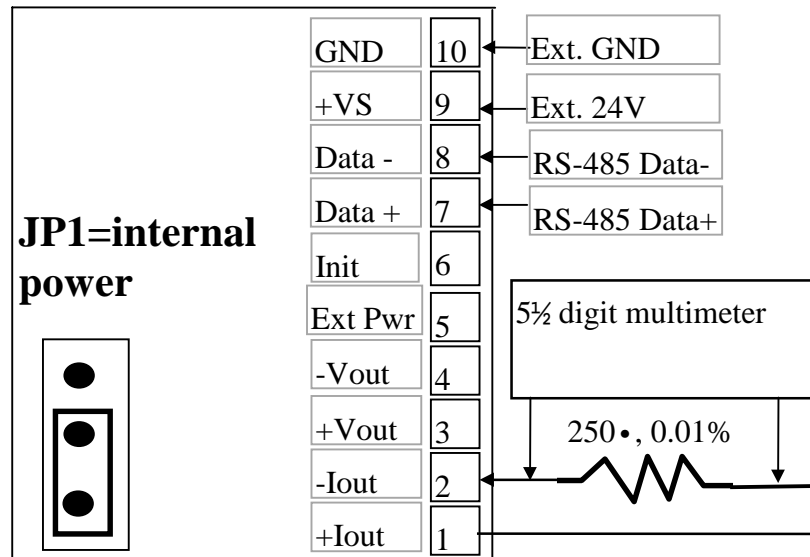 GND 10 Ext. GND
+VS 9 Ext. 24V
Data - 8 RS-485 Data-
Data + 7 RS-485 Data+
JP1=internal
power
Init 6
Ext Pwr 5
5½ digit multimeter
-Vout 4
+Vout 3
250•, 0.01%
-Iout 2
+Iout 1